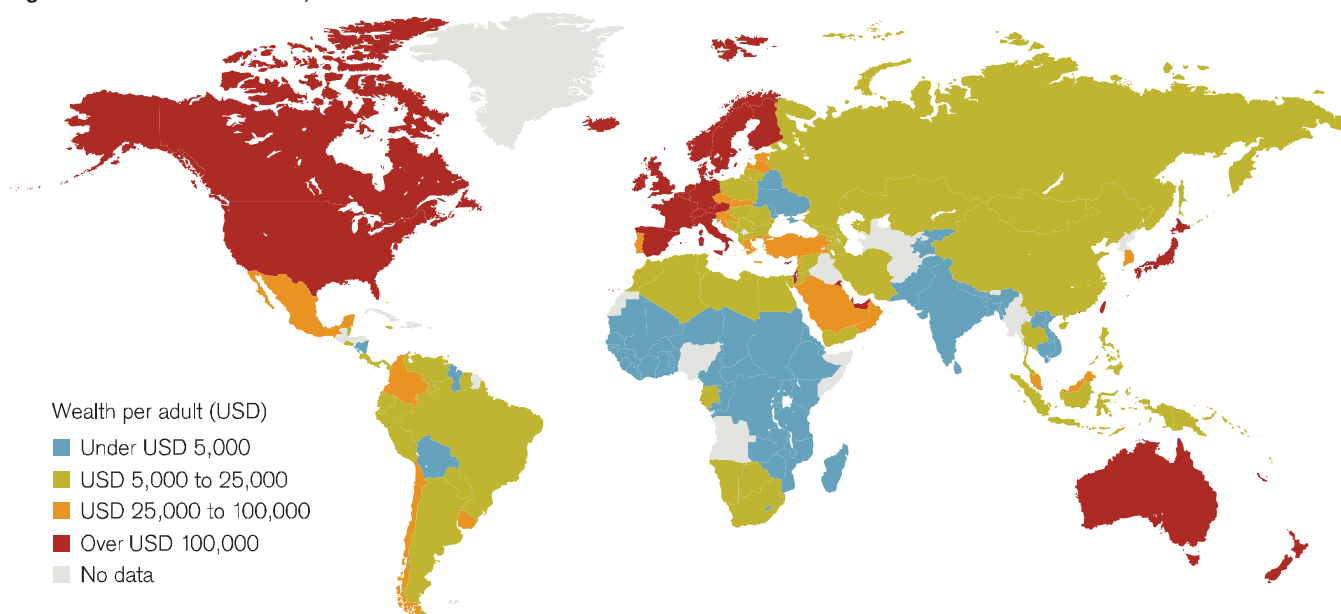 Wealth per adult (USD)
Under USD 5,000
USD 5,000 to 25,000
USD 25,000 to 100,000
Over USD 100,000
No data